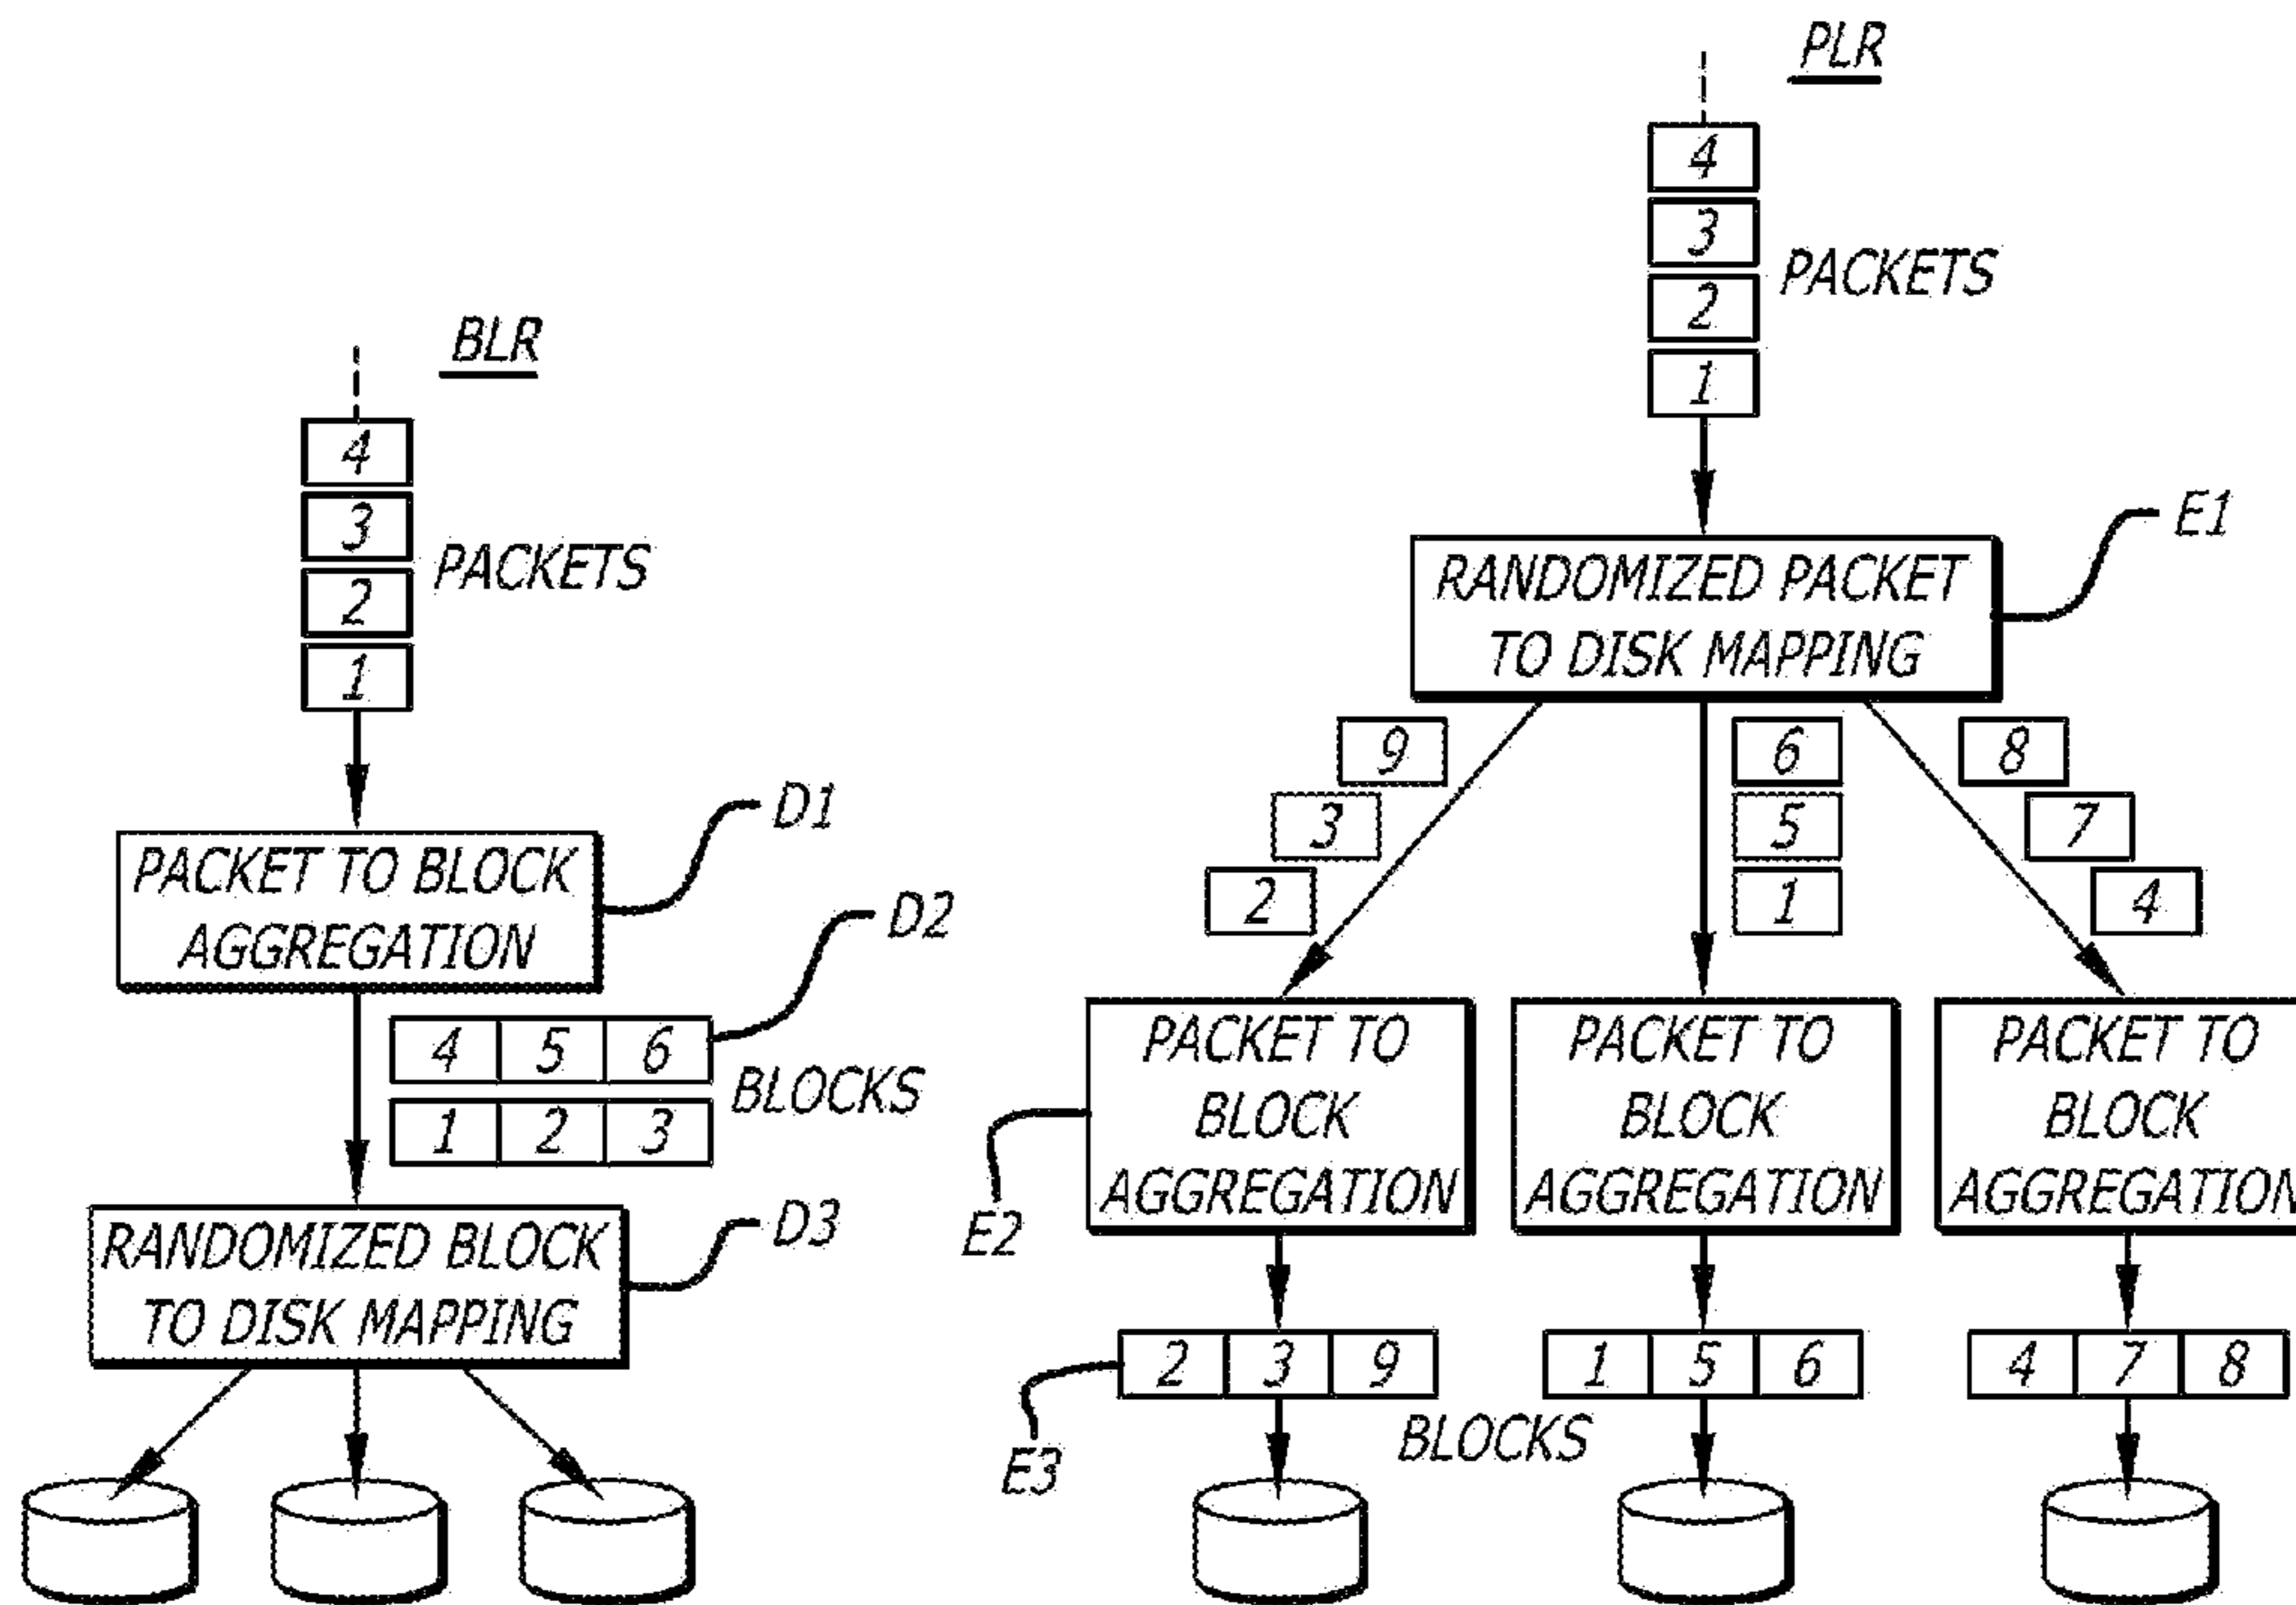 BLR
4
3
PACKETS
2
1
D1
PACKET TO BLOCK
AGGREGATION
D2
4 5 6
BLOCKS
1 2 3
D3
RANDOMIZED BLOCK
TO DISK MAPPING
PLR
4
3
PACKETS
2
1
E1
RANDOMIZED PACKET
TO DISK MAPPING
9
3
2
6
5
1
8
7
4
PACKET TO
BLOCK
AGGREGATION
PACKET TO
BLOCK
AGGREGATION
PACKET TO
BLOCK
AGGREGATION
E2
2 3 9
1 5 6
4 7 8
BLOCKS
E3